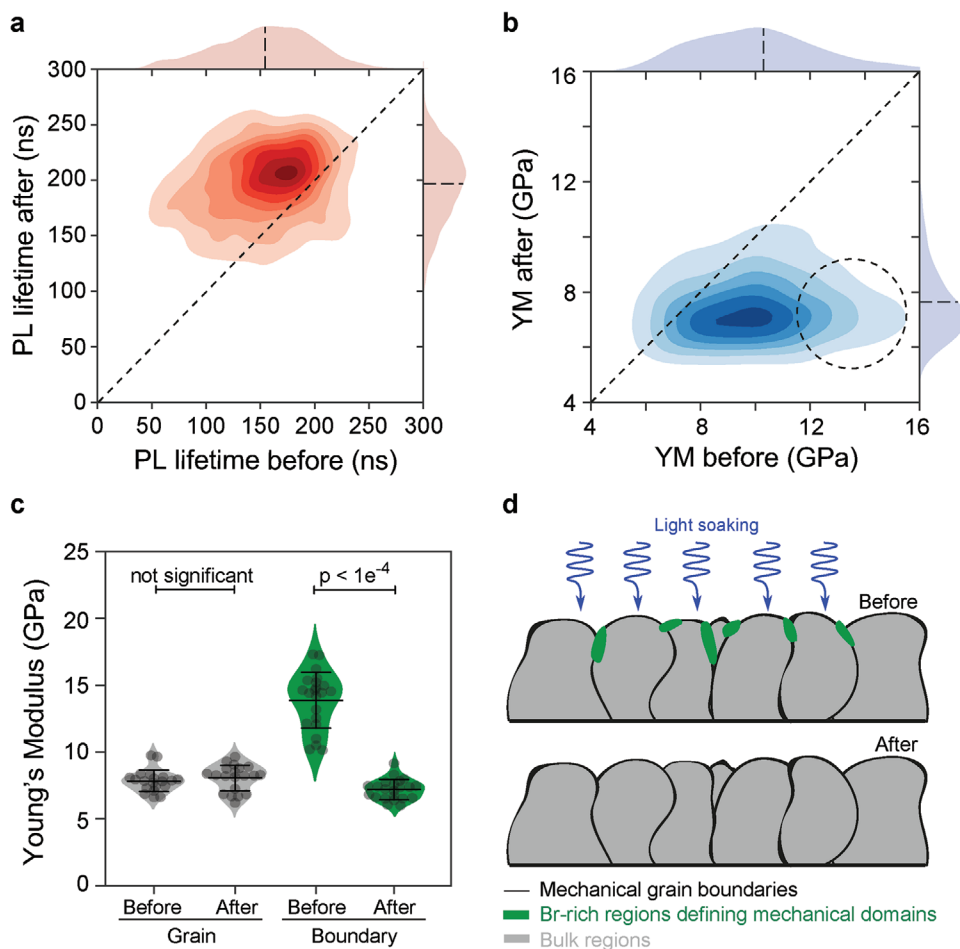 a
300
250
200
150
100
50
0
PL lifetime after (ns)
0 50 100 150 200 250 300
PL lifetime before (ns)
b
16
12
8
4
YM after (GPa)
4 8 12 16
YM before (GPa)
c
25
20
15
10
5
0
Young's Modulus (GPa)
not significant
p < 1e⁻⁴
Before After Before After
Grain Boundary
d
Light soaking
Before
After
Mechanical grain boundaries
Br-rich regions defining mechanical domains
Bulk regions